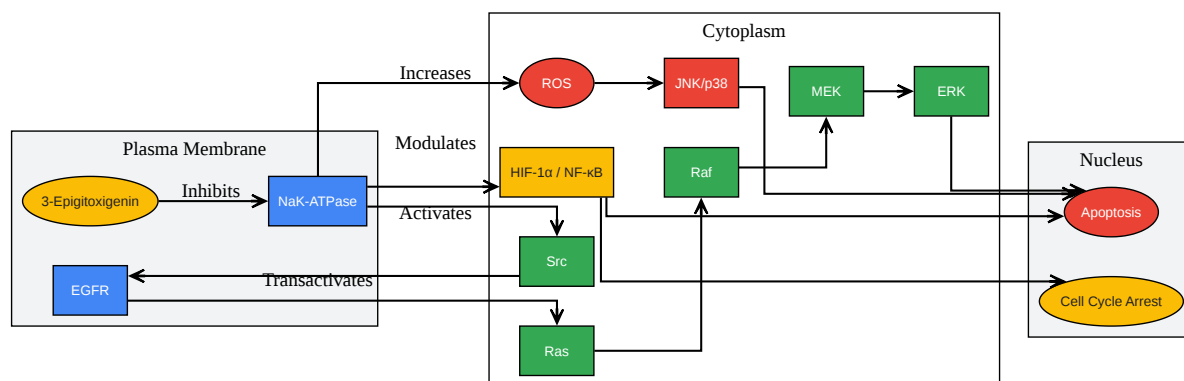 Cytoplasm
Increases
ROS
JNK/p38
MEK
ERK
Plasma Membrane
Modulates
Nucleus
3-Epigitoxigenin
Inhibits
NaK-ATPase
HIF-1α / NF-κB
Raf
Activates
Apoptosis
Src
EGFR
Transactivates
Cell Cycle Arrest
Ras